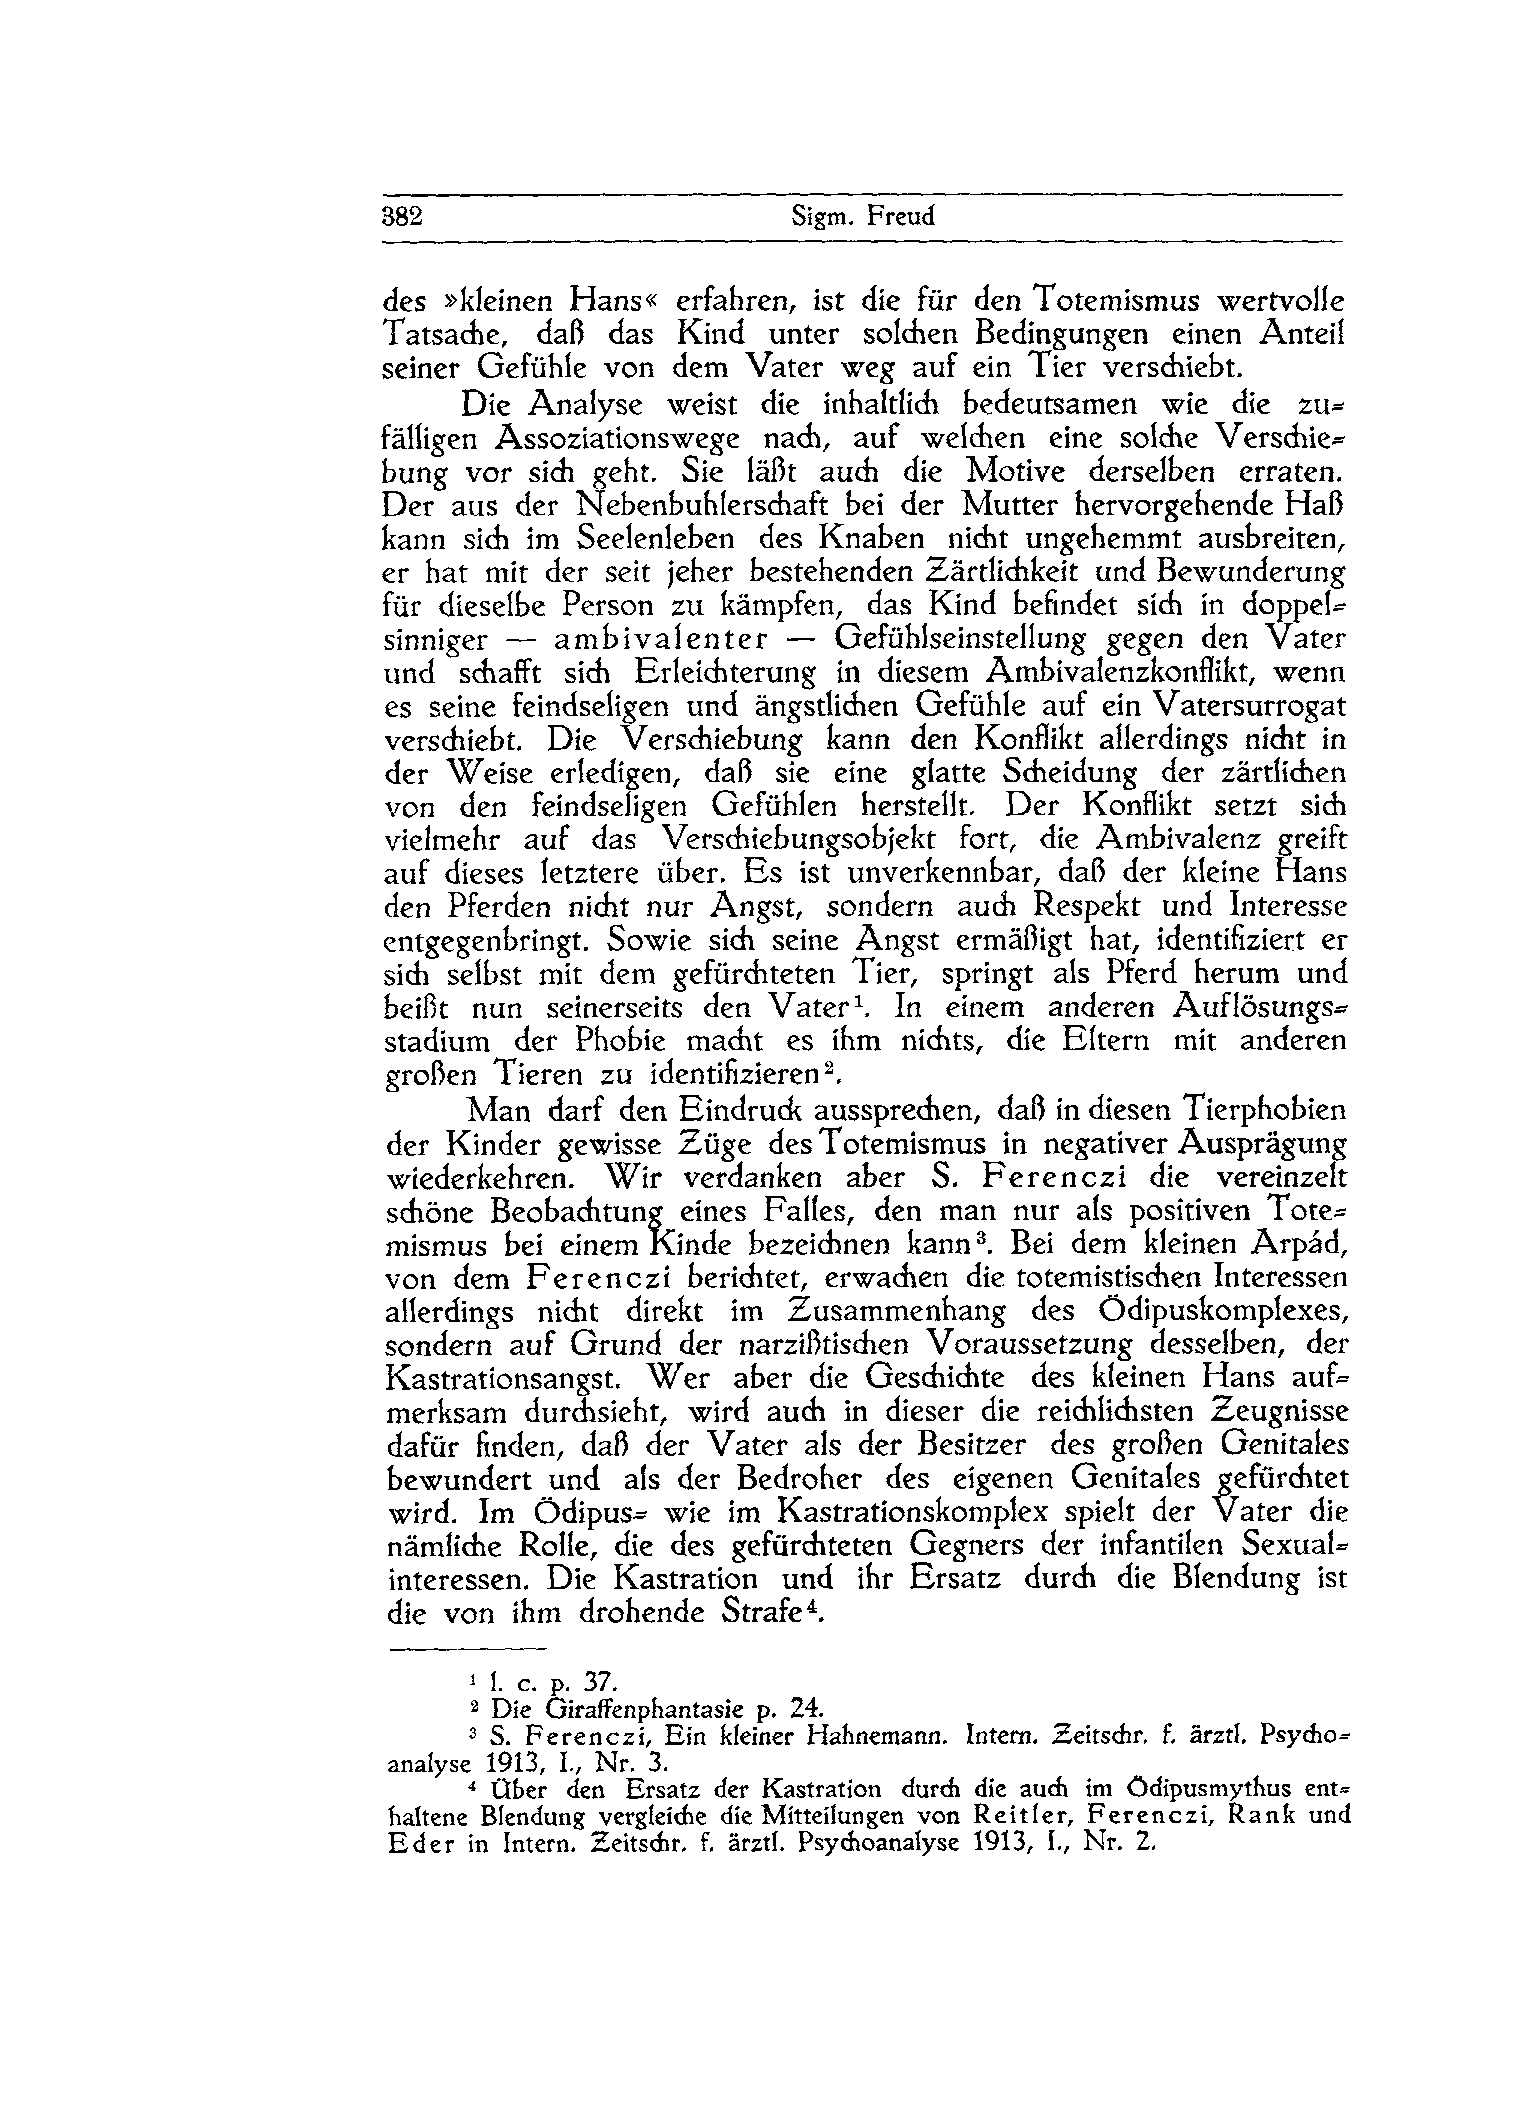 382 Sigm. Freud
des »kleinen Hans« erfahren, ist die für den Totemismus wertvolle
Tatsache, daß das Kind unter solchen Bedingungen einen Anteil
seiner Gefühle von dem Vater weg auf ein Tier verschiebt.
Die Analyse weist die inhaltlich bedeutsamen wie die zu-
fälligen Assoziationswege nach, auf welchen eine solche Verschie-
bung vor sich geht. Sie läßt auch die Motive derselben erraten.
Der aus der Nebenbuhlerschaft bei der Mutter hervorgehende Haß
kann sich im Seelenleben des Knaben nicht ungehemmt ausbreiten,
er hat mit der seit jeher bestehenden Zärtlichkeit und Bewunderung
für dieselbe Person zu kämpfen, das Kind befindet sich in doppel-
sinniger — ambivalenter — Gefühlseinstellung gegen den Vater
und schafft sich Erleichterung in diesem Ambivalenzkonflikt, wenn
es seine feindseligen und ängstlichen Gefühle auf ein Vatersurrogat
verschiebt. Die Verschiebung kann den Konflikt allerdings nicht in
der Weise erledigen, daß sie eine glatte Scheidung der zärtlichen
von den feindseligen Gefühlen herstellt. Der Konflikt setzt sich
vielmehr auf das Verschiebungsobjekt fort, die Ambivalenz greift
auf dieses letztere über. Es ist unverkennbar, daß der kleine Hans
den Pferden nicht nur Angst, sondern auch Respekt und Interesse
entgegenbringt. Sowie sich seine Angst ermäßigt hat, identifiziert er
sich selbst mit dem gefürchteten Tier, springt als Pferd herum und
beißt nun seinerseits den Vater¹. In einem anderen Auflösungs-
stadium der Phobie macht es ihm nichts, die Eltern mit anderen
großen Tieren zu identifizieren².
Man darf den Eindruck aussprechen, daß in diesen Tierphobien
der Kinder gewisse Züge des Totemismus in negativer Ausprägung
wiederkehren. Wir verdanken aber S. Ferenczi die vereinzelt
schöne Beobachtung eines Falles, den man nur als positiven Tote-
mismus bei einem Kinde bezeichnen kann³. Bei dem kleinen Arpád,
von dem Ferenczi berichtet, erwachen die totemistischen Interessen
allerdings nicht direkt im Zusammenhang des Ödipuskomplexes,
sondern auf Grund der narzißtischen Voraussetzung desselben, der
Kastrationsangst. Wer aber die Geschichte des kleinen Hans auf-
merksam durchsieht, wird auch in dieser die reichlichsten Zeugnisse
dafür finden, daß der Vater als der Besitzer des großen Genitales
bewundert und als der Bedroher des eigenen Genitales gefürchtet
wird. Im Ödipus- wie im Kastrationskomplex spielt der Vater die
nämliche Rolle, die des gefürchteten Gegners der infantilen Sexual-
interessen. Die Kastration und ihr Ersatz durch die Blendung ist
die von ihm drohende Strafe⁴.
¹ l. c. p. 37.
² Die Giraffenphantasie p. 24.
³ S. Ferenczi, Ein kleiner Hahnemann. Intern. Zeitschr. f. ärztl. Psycho-
analyse 1913, I., Nr. 3.
⁴ Über den Ersatz der Kastration durch die auch im Ödipusmythus ent-
haltene Blendung vergleiche die Mitteilungen von Reitler, Ferenczi, Rank und
Eder in Intern. Zeitschr. f. ärztl. Psychoanalyse 1913, I., Nr. 2.